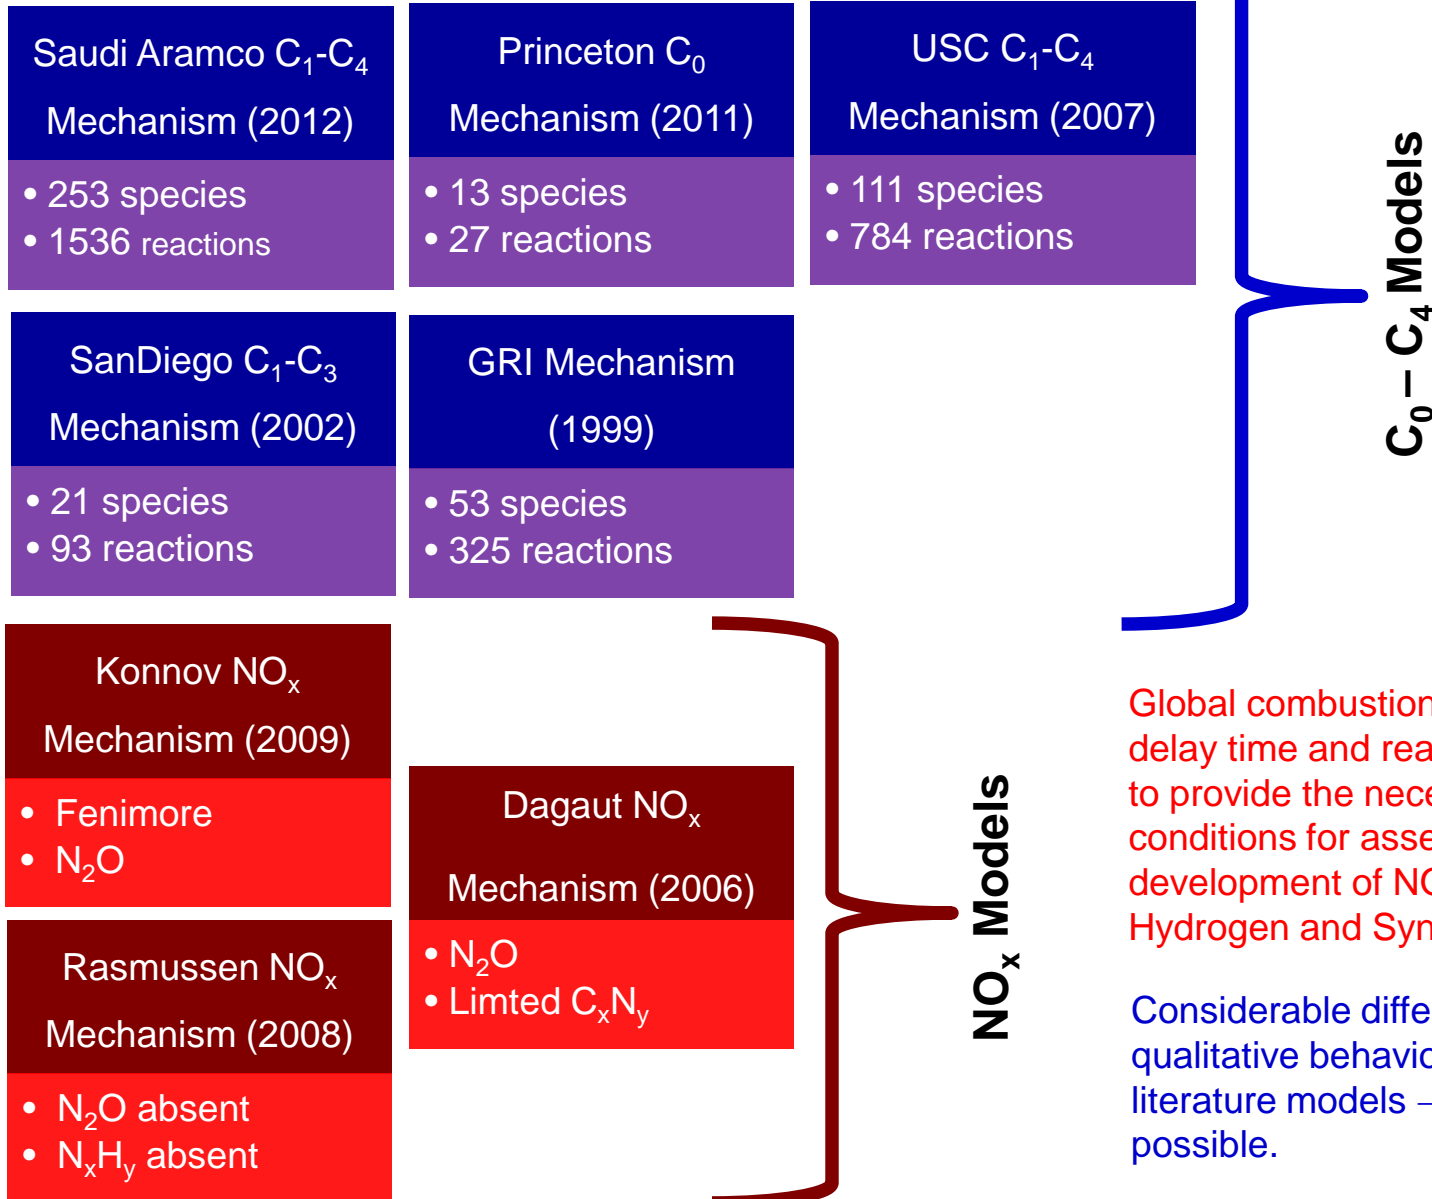 Saudi Aramco C₁-C₄
Mechanism (2012)
• 253 species
• 1536 reactions
Princeton C₀
Mechanism (2011)
• 13 species
• 27 reactions
USC C₁-C₄
Mechanism (2007)
• 111 species
• 784 reactions
SanDiego C₁-C₃
Mechanism (2002)
• 21 species
• 93 reactions
GRI Mechanism
(1999)
• 53 species
• 325 reactions
C₀ – C₄ Models
Konnov NOₓ
Mechanism (2009)
• Fenimore
• N₂O
Rasmussen NOₓ
Mechanism (2008)
• N₂O absent
• NₓHᵧ absent
Dagaut NOₓ
Mechanism (2006)
• N₂O
• Limted CₓNᵧ
NOₓ Models
Global combustion
delay time and rea
to provide the nece
conditions for asse
development of NO
Hydrogen and Syn
Considerable diffe
qualitative behavio
literature models –
possible.